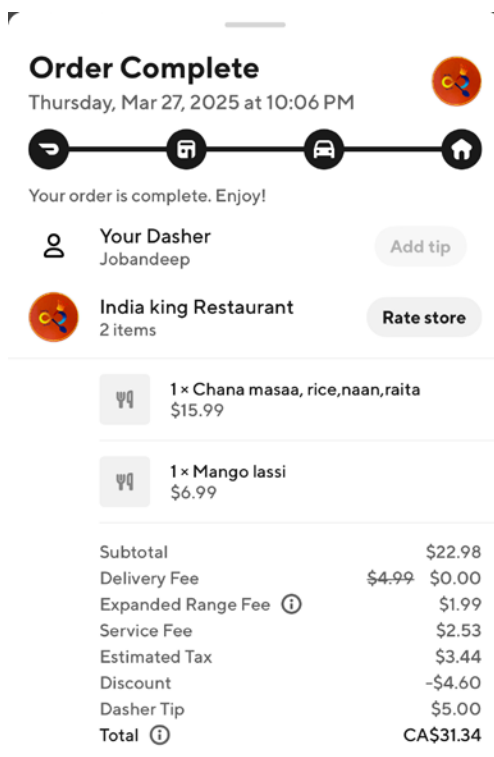 Order Complete
Thursday, Mar 27, 2025 at 10:06 PM
Your order is complete. Enjoy!
Your Dasher
Jobandeep
Add tip
India king Restaurant
2 items
Rate store
1 × Chana masaa, rice,naan,raita
$15.99
1 × Mango lassi
$6.99
Subtotal $22.98
Delivery Fee $4.99 $0.00
Expanded Range Fee $1.99
Service Fee $2.53
Estimated Tax $3.44
Discount -$4.60
Dasher Tip $5.00
Total CA$31.34